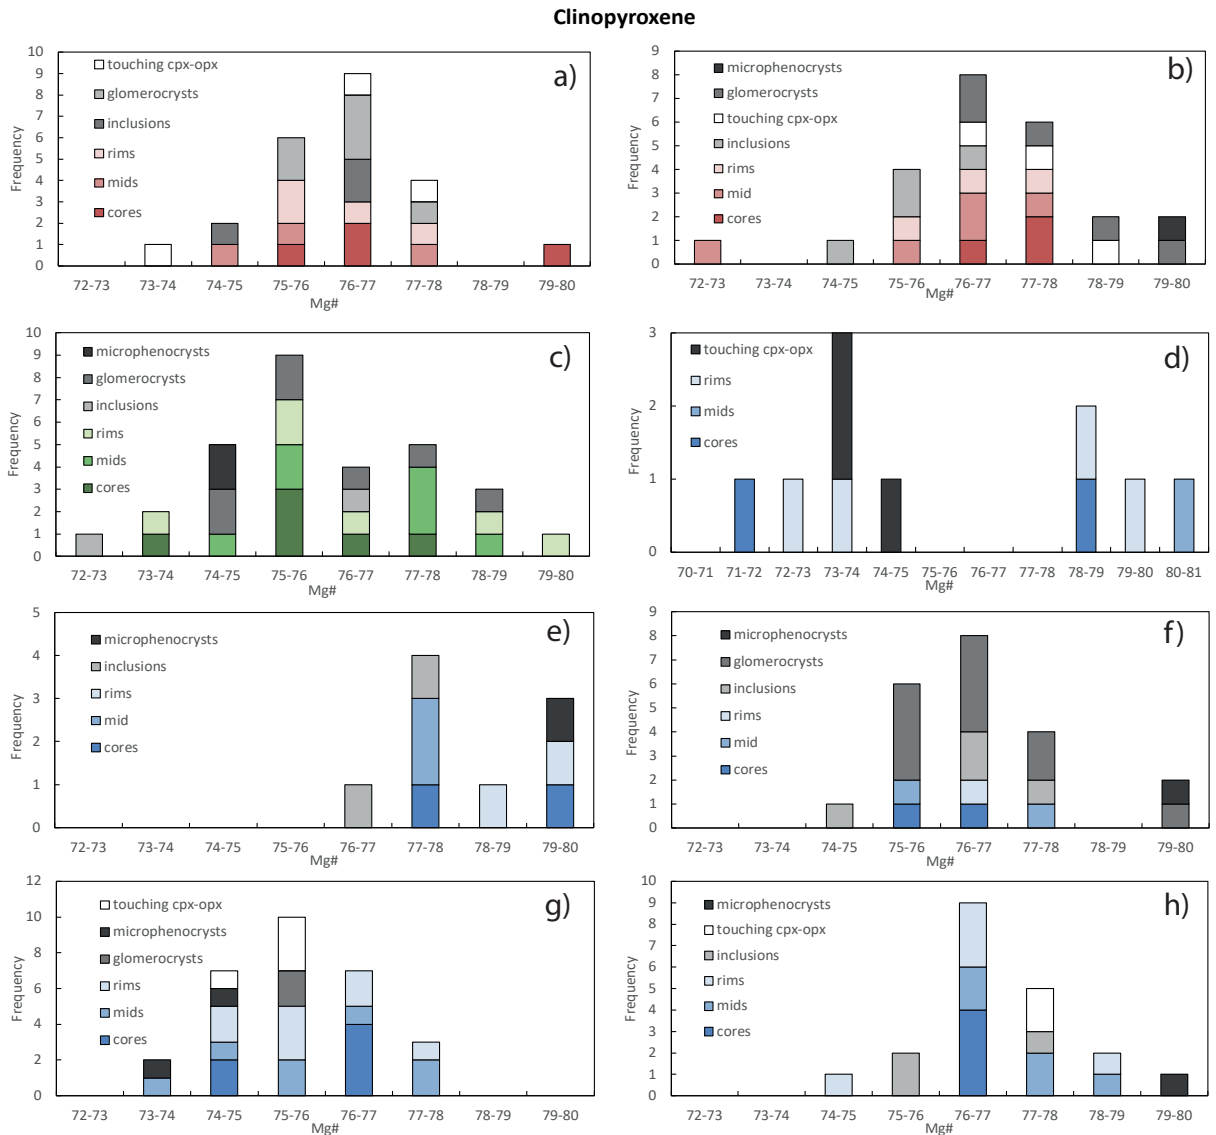 Clinopyroxene
a)
10
9
8
7
6
5
4
3
2
1
0
Frequency
touching cpx-opx
glomerocrysts
inclusions
rims
mids
cores
72-73 73-74 74-75 75-76 76-77 77-78 78-79 79-80
Mg#
b)
9
8
7
6
5
4
3
2
1
0
Frequency
microphenocrysts
glomerocrysts
touching cpx-opx
inclusions
rims
mid
cores
72-73 73-74 74-75 75-76 76-77 77-78 78-79 79-80
Mg#
c)
10
9
8
7
6
5
4
3
2
1
0
Frequency
microphenocrysts
glomerocrysts
inclusions
rims
mids
cores
72-73 73-74 74-75 75-76 76-77 77-78 78-79 79-80
Mg#
d)
3
2
1
0
Frequency
touching cpx-opx
rims
mids
cores
70-71 71-72 72-73 73-74 74-75 75-76 76-77 77-78 78-79 79-80 80-81
Mg#
e)
5
4
3
2
1
0
Frequency
microphenocrysts
inclusions
rims
mid
cores
72-73 73-74 74-75 75-76 76-77 77-78 78-79 79-80
Mg#
f)
9
8
7
6
5
4
3
2
1
0
Frequency
microphenocrysts
glomerocrysts
inclusions
rims
mid
cores
72-73 73-74 74-75 75-76 76-77 77-78 78-79 79-80
Mg#
g)
12
10
8
6
4
2
0
Frequency
touching cpx-opx
microphenocrysts
glomerocrysts
rims
mids
cores
72-73 73-74 74-75 75-76 76-77 77-78 78-79 79-80
Mg#
h)
10
9
8
7
6
5
4
3
2
1
0
Frequency
microphenocrysts
touching cpx-opx
inclusions
rims
mids
cores
72-73 73-74 74-75 75-76 76-77 77-78 78-79 79-80
Mg#